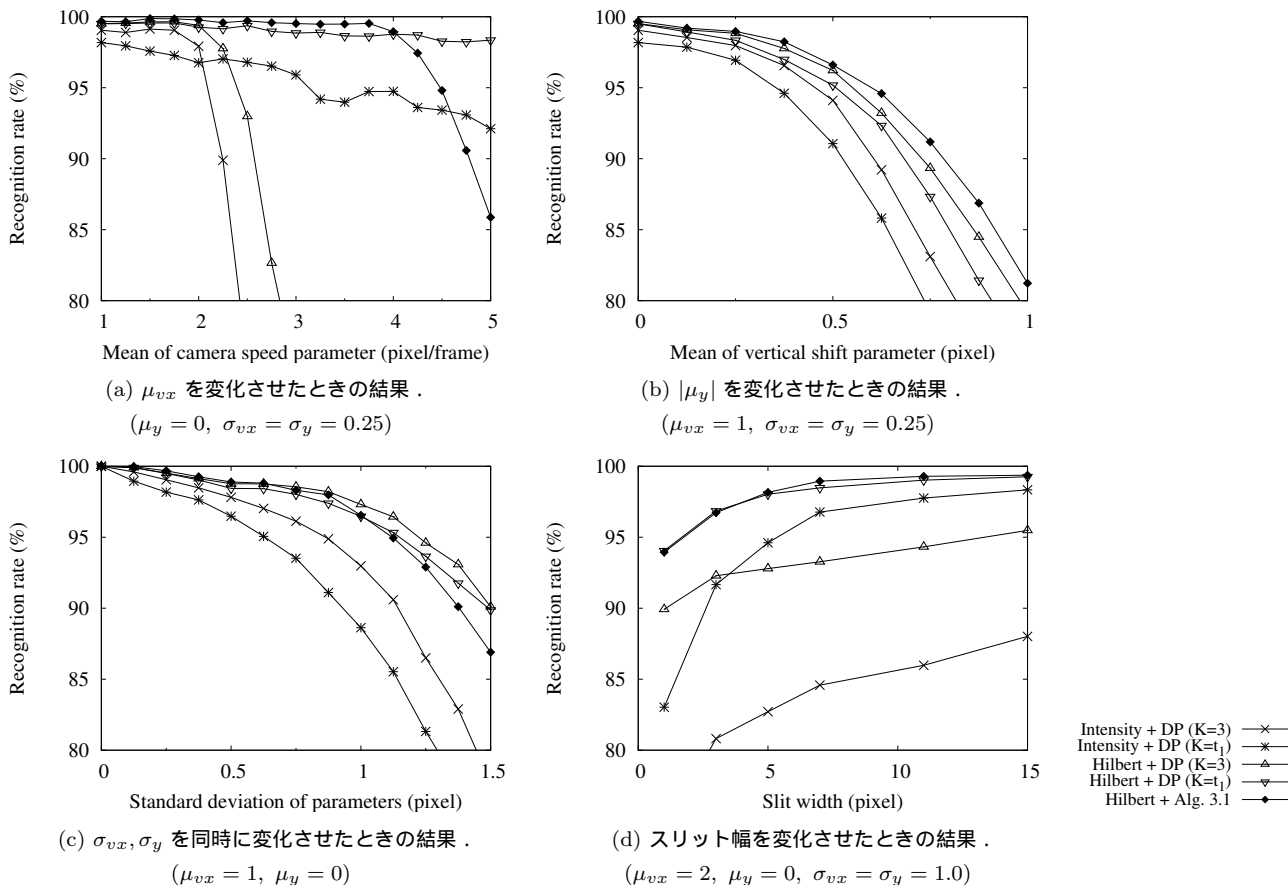 100
95
90
85
80
Recognition rate (%)
1 2 3 4 5
Mean of camera speed parameter (pixel/frame)
(a) μvx を変化させたときの結果．
(μy = 0, σvx = σy = 0.25)
100
95
90
85
80
Recognition rate (%)
0 0.5 1
Mean of vertical shift parameter (pixel)
(b) |μy| を変化させたときの結果．
(μvx = 1, σvx = σy = 0.25)
100
95
90
85
80
Recognition rate (%)
0 0.5 1 1.5
Standard deviation of parameters (pixel)
(c) σvx, σy を同時に変化させたときの結果．
(μvx = 1, μy = 0)
100
95
90
85
80
Recognition rate (%)
0 5 10 15
Slit width (pixel)
(d) スリット幅を変化させたときの結果．
(μvx = 2, μy = 0, σvx = σy = 1.0)
Intensity + DP (K=3)
Intensity + DP (K=t1)
Hilbert + DP (K=3)
Hilbert + DP (K=t1)
Hilbert + Alg. 3.1